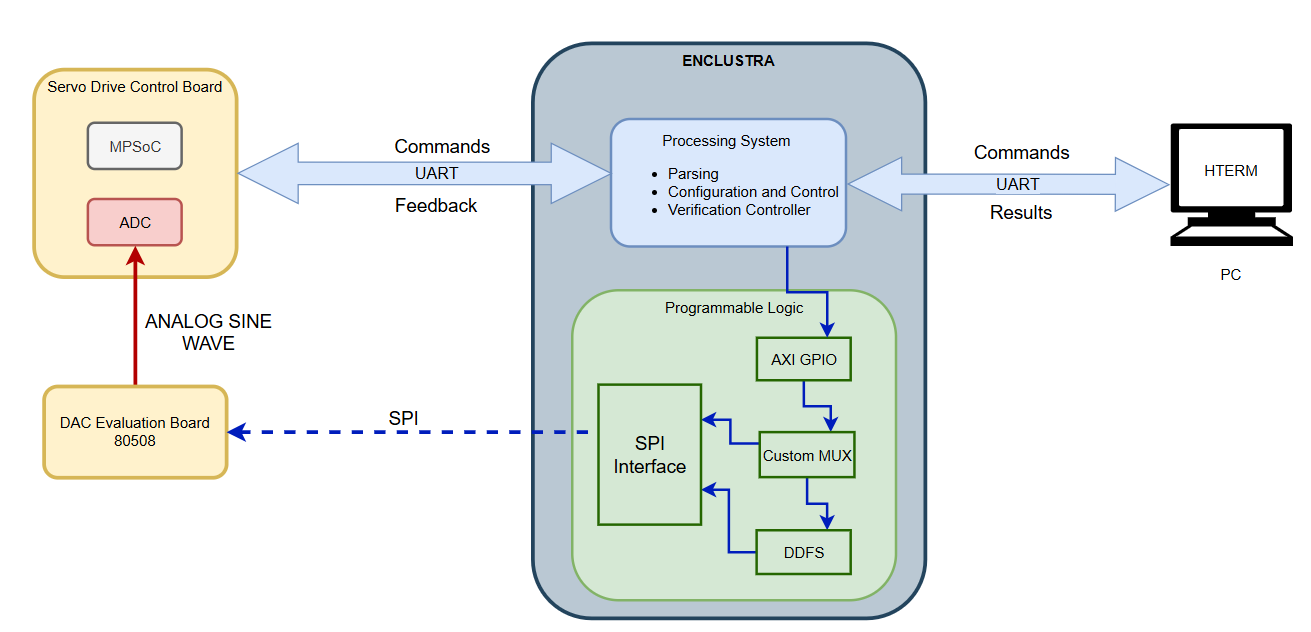 ENCLUSTRA
Servo Drive Control Board
MPSoC
ADC
Commands
UART
Feedback
Processing System
• Parsing
• Configuration and Control
• Verification Controller
Commands
UART
Results
HTERM
PC
ANALOG SINE
WAVE
Programmable Logic
AXI GPIO
Custom MUX
DDFS
SPI
Interface
SPI
DAC Evaluation Board
80508